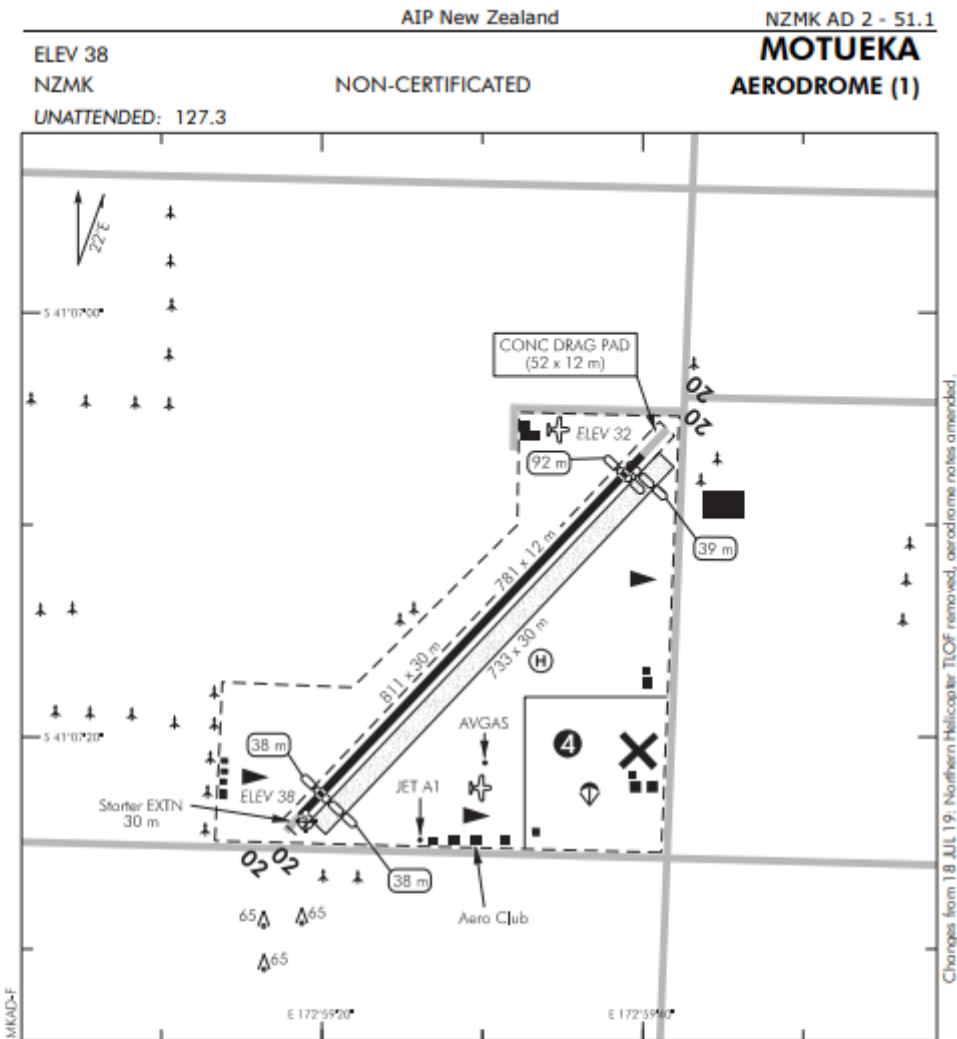 AIP New Zealand
NZMK AD 2 - 51.1
ELEV 38
MOTUEKA
NZMK
NON-CERTIFICATED
AERODROME (1)
UNATTENDED: 127.3
22°E
S 41°07'00"
CONC DRAG PAD
(52 x 12 m)
20
20
ELEV 32
92 m
39 m
781 x 12 m
811 x 30 m
733 x 30 m
H
AVGAS
4
S 41°07'20"
38 m
JET A1
ELEV 38
Starter EXTN
30 m
02
02
38 m
Aero Club
65
65
65
E 172°59'20"
E 172°59'40"
MKAD-F
Changes from 18 JUL 19: Northern Helicopter TLOF removed, aerodrome notes amended.